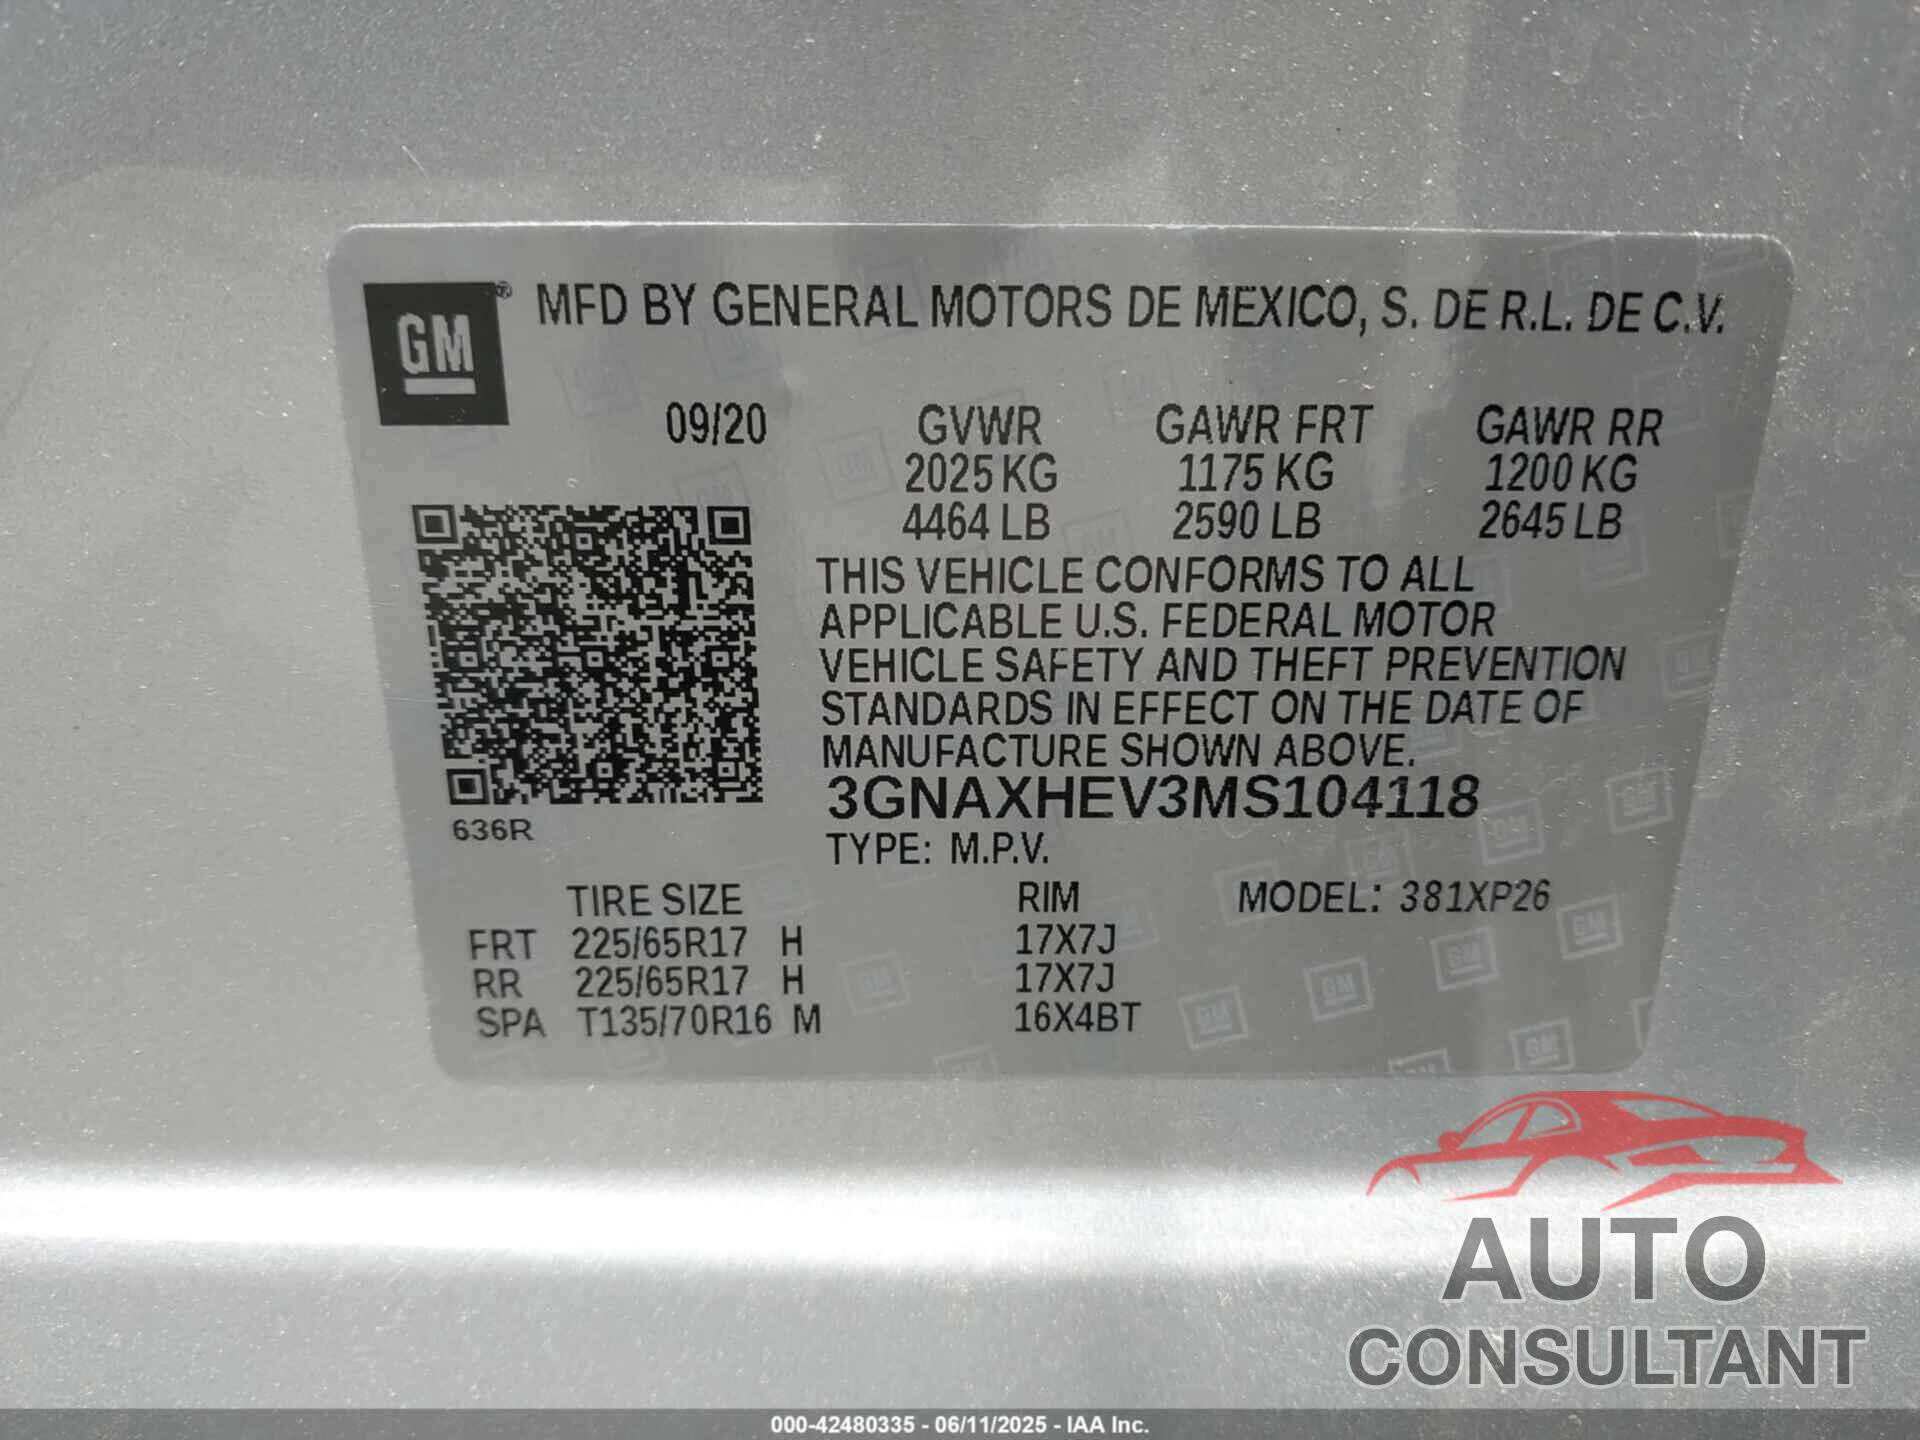 GM® MFD BY GENERAL MOTORS DE MEXICO, S. DE R.L. DE C.V.
09/20 GVWR GAWR FRT GAWR RR
2025 KG 1175 KG 1200 KG
4464 LB 2590 LB 2645 LB
THIS VEHICLE CONFORMS TO ALL
APPLICABLE U.S. FEDERAL MOTOR
VEHICLE SAFETY AND THEFT PREVENTION
STANDARDS IN EFFECT ON THE DATE OF
MANUFACTURE SHOWN ABOVE.
3GNAXHEV3MS104118
636R
TYPE: M.P.V.
TIRE SIZE RIM MODEL: 381XP26
FRT 225/65R17 H 17X7J
RR 225/65R17 H 17X7J
SPA T135/70R16 M 16X4BT
AUTO
CONSULTANT
000-42480335 - 06/11/2025 - IAA Inc.